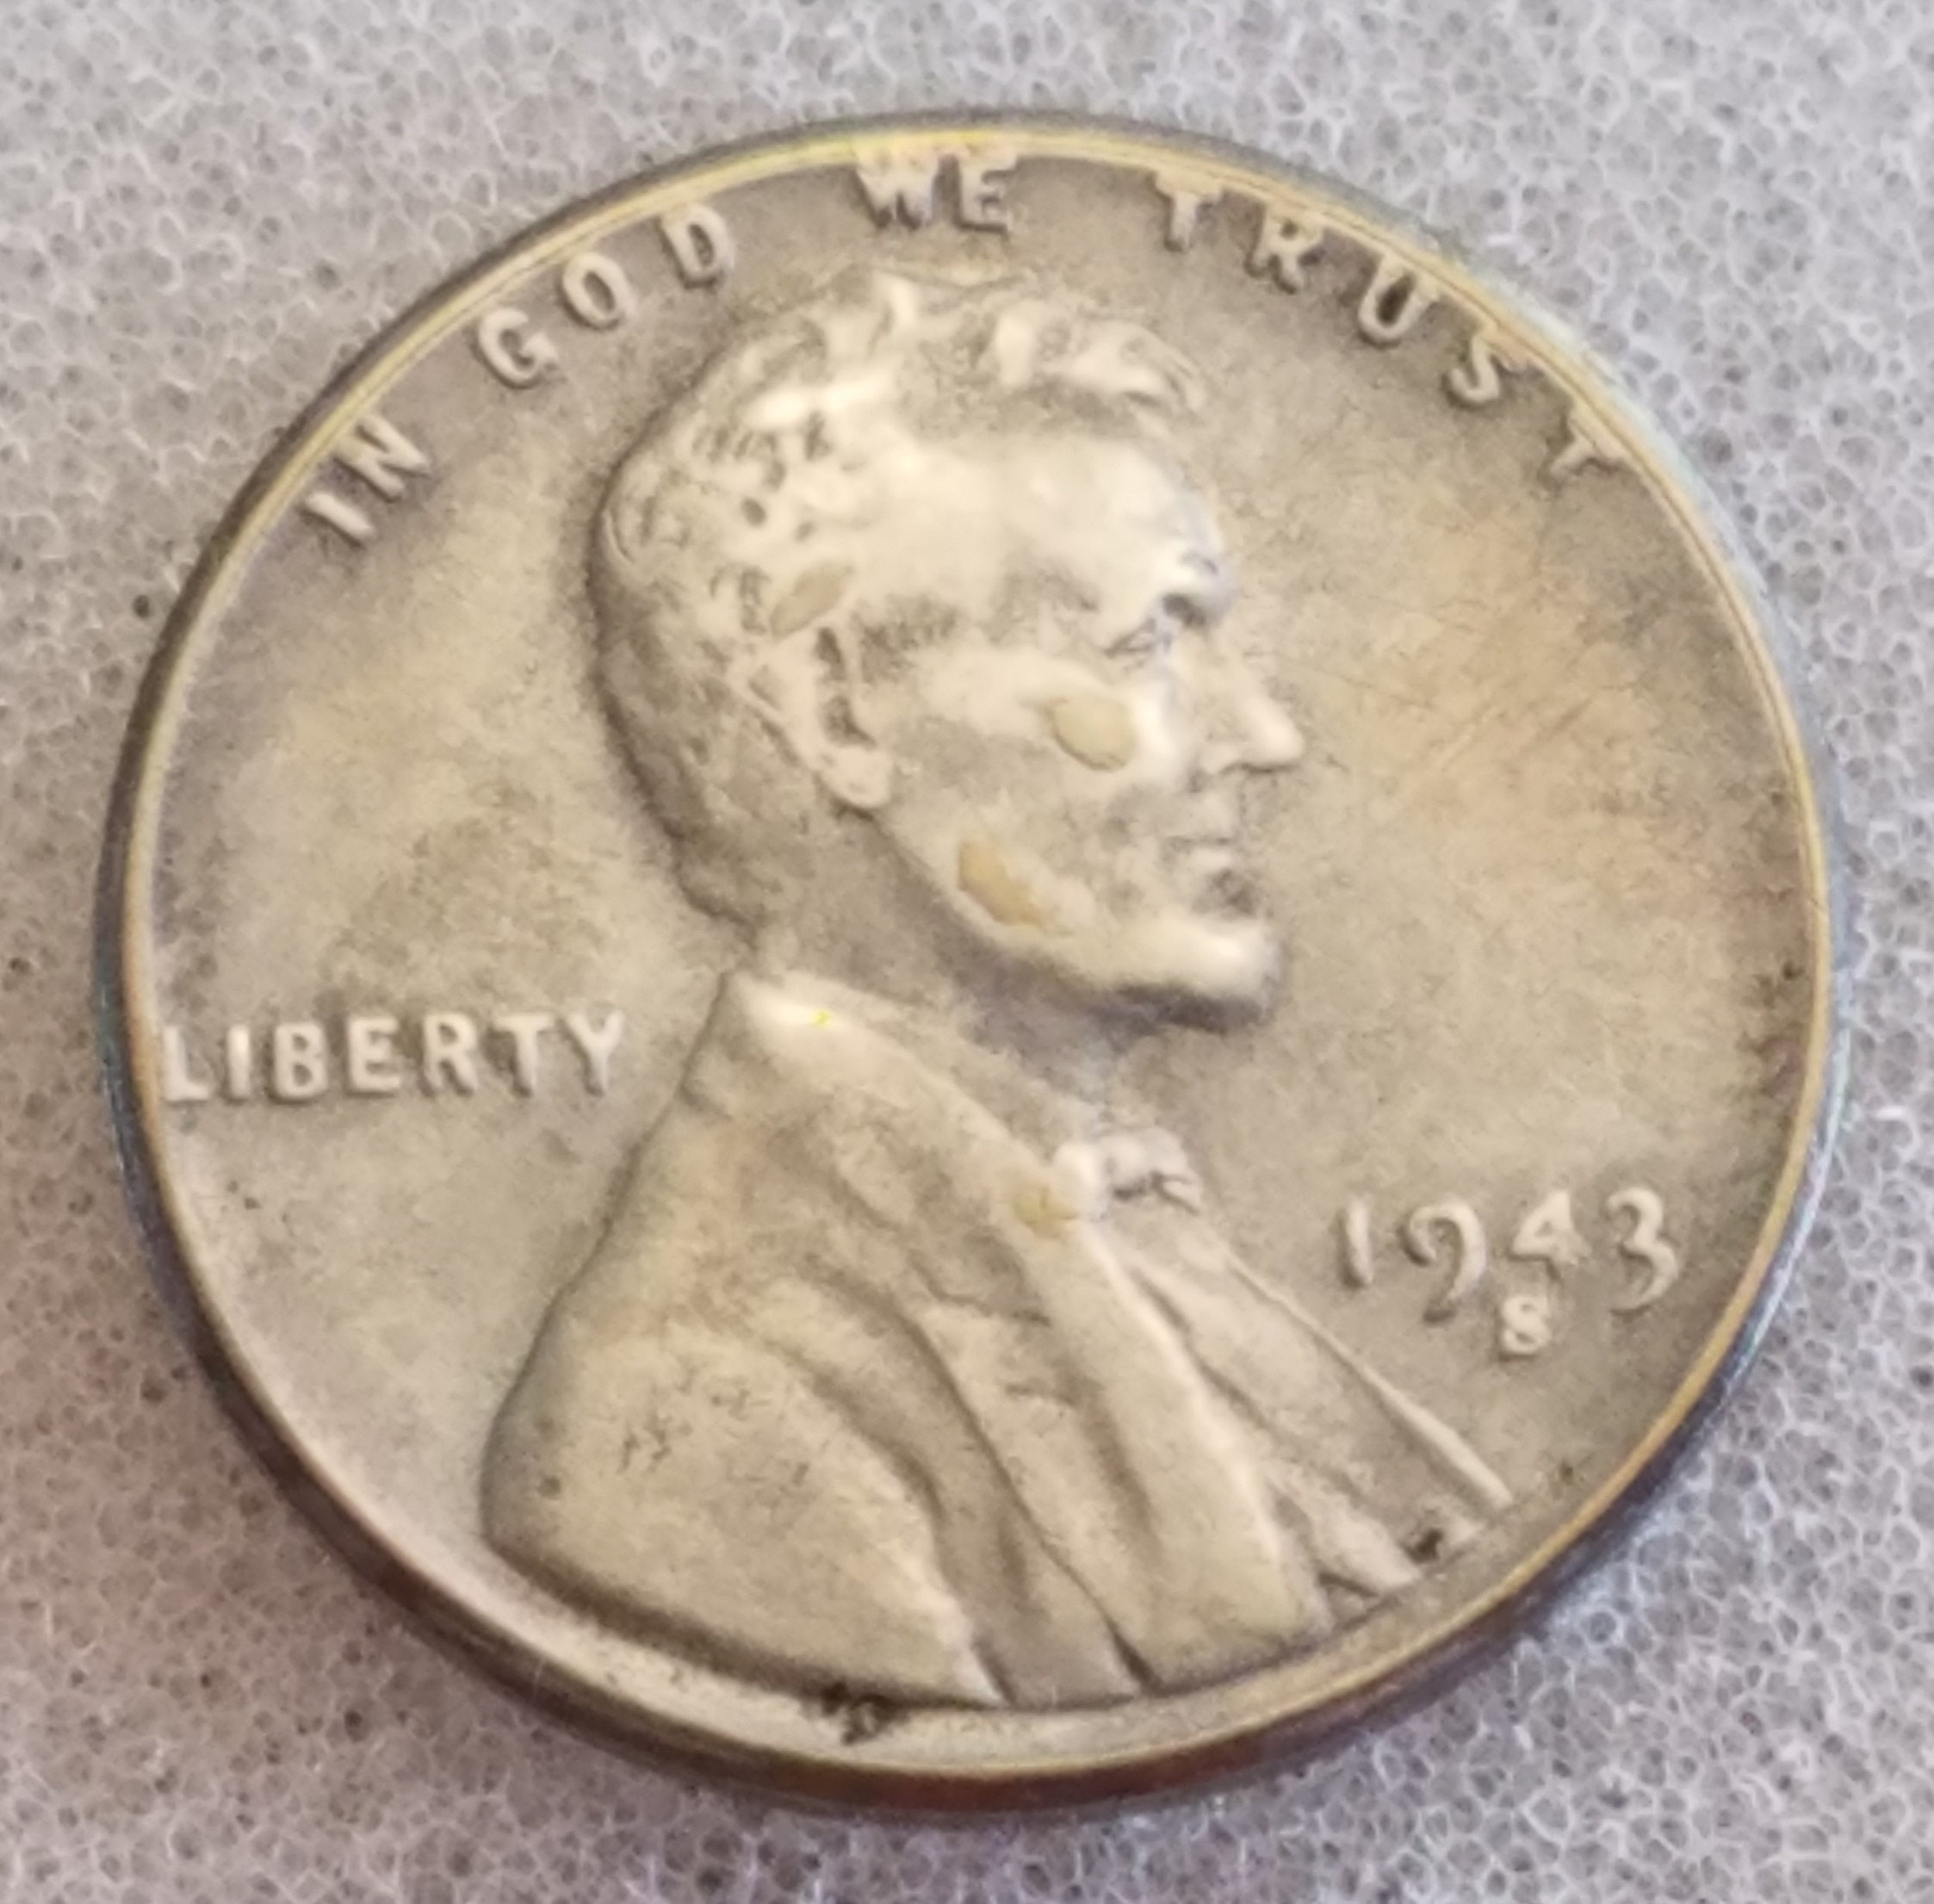 IN GOD WE TRUST
LIBERTY
1943
S